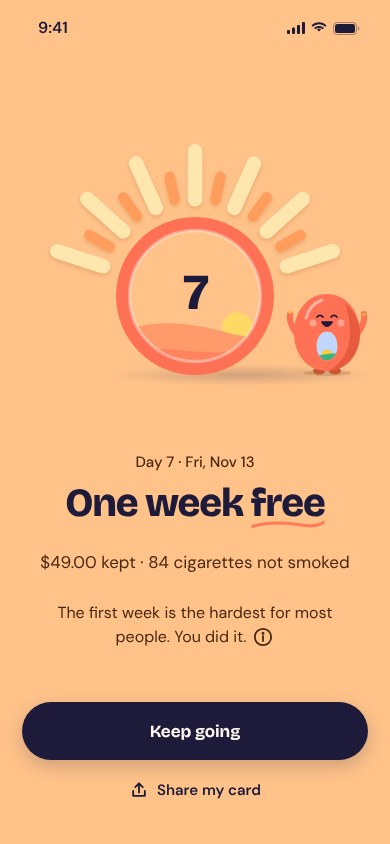 9:41
7
Day 7 · Fri, Nov 13
One week free
$49.00 kept · 84 cigarettes not smoked
The first week is the hardest for most
people. You did it.
Keep going
Share my card